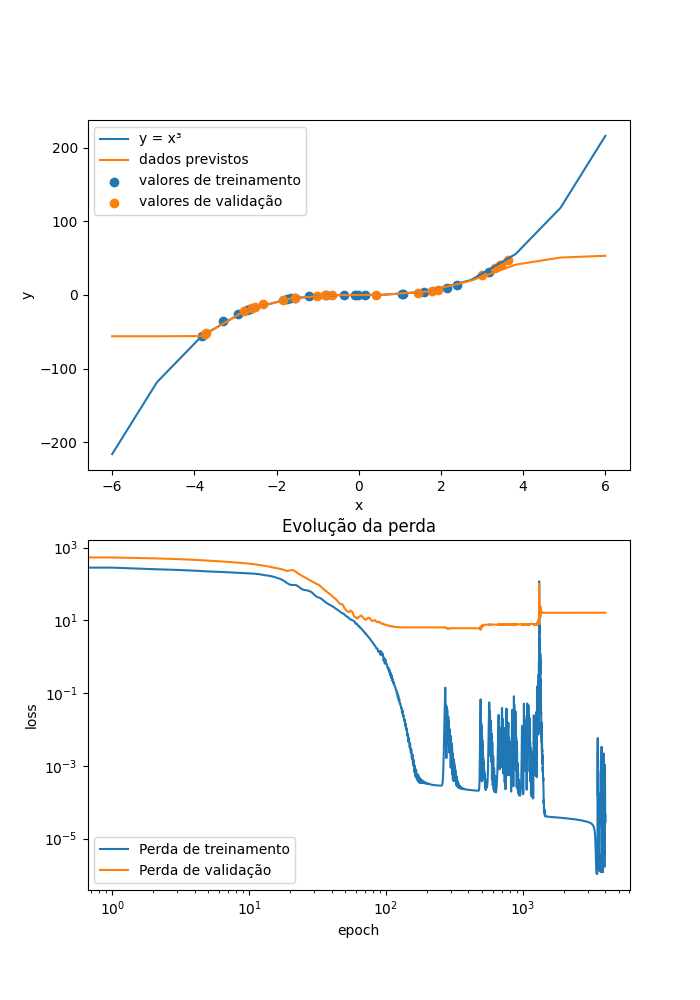 y = x³
dados previstos
valores de treinamento
valores de validação
200
100
0
−100
−200
y
−6
−4
−2
0
2
4
6
x
Evolução da perda
10³
10¹
10⁻¹
10⁻³
10⁻⁵
loss
Perda de treinamento
Perda de validação
10⁰
10¹
10²
10³
epoch